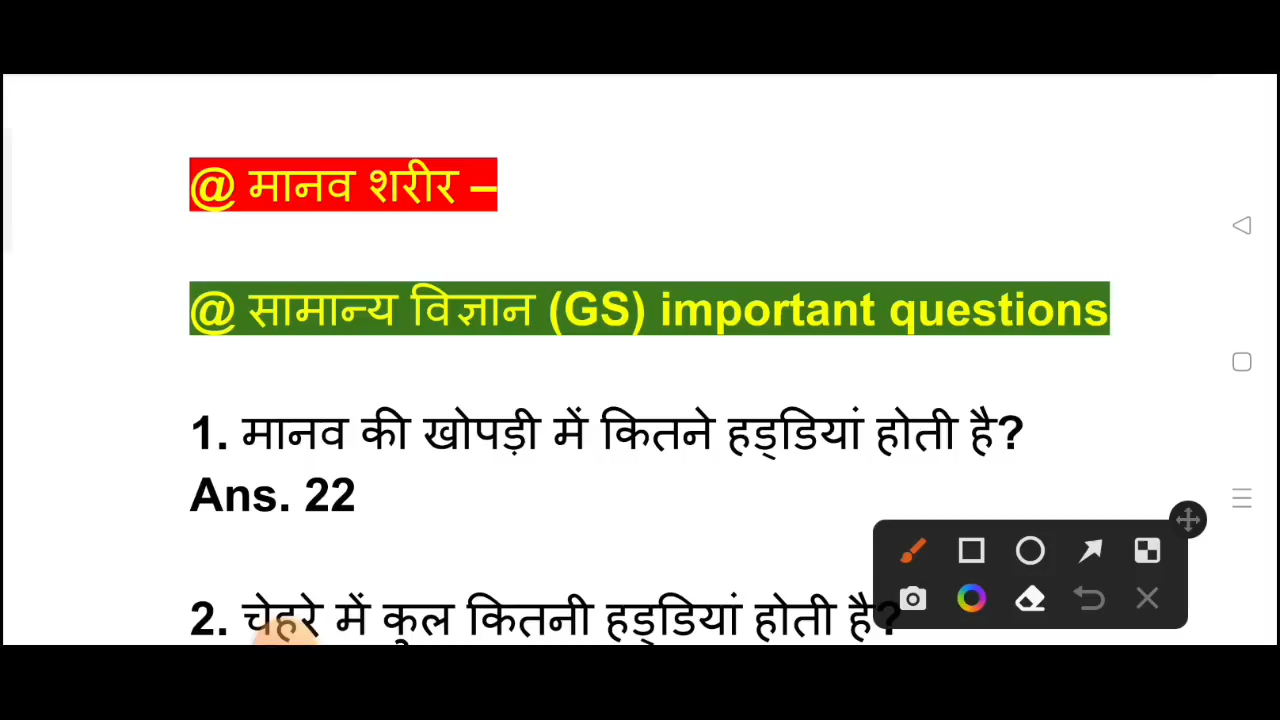 @ मानव शरीर –
@ सामान्य विज्ञान (GS) important questions
1. मानव की खोपड़ी में कितने हड्डियां होती है?
Ans. 22
2. चेहरे में कुल कितनी हड्डियां होती है?